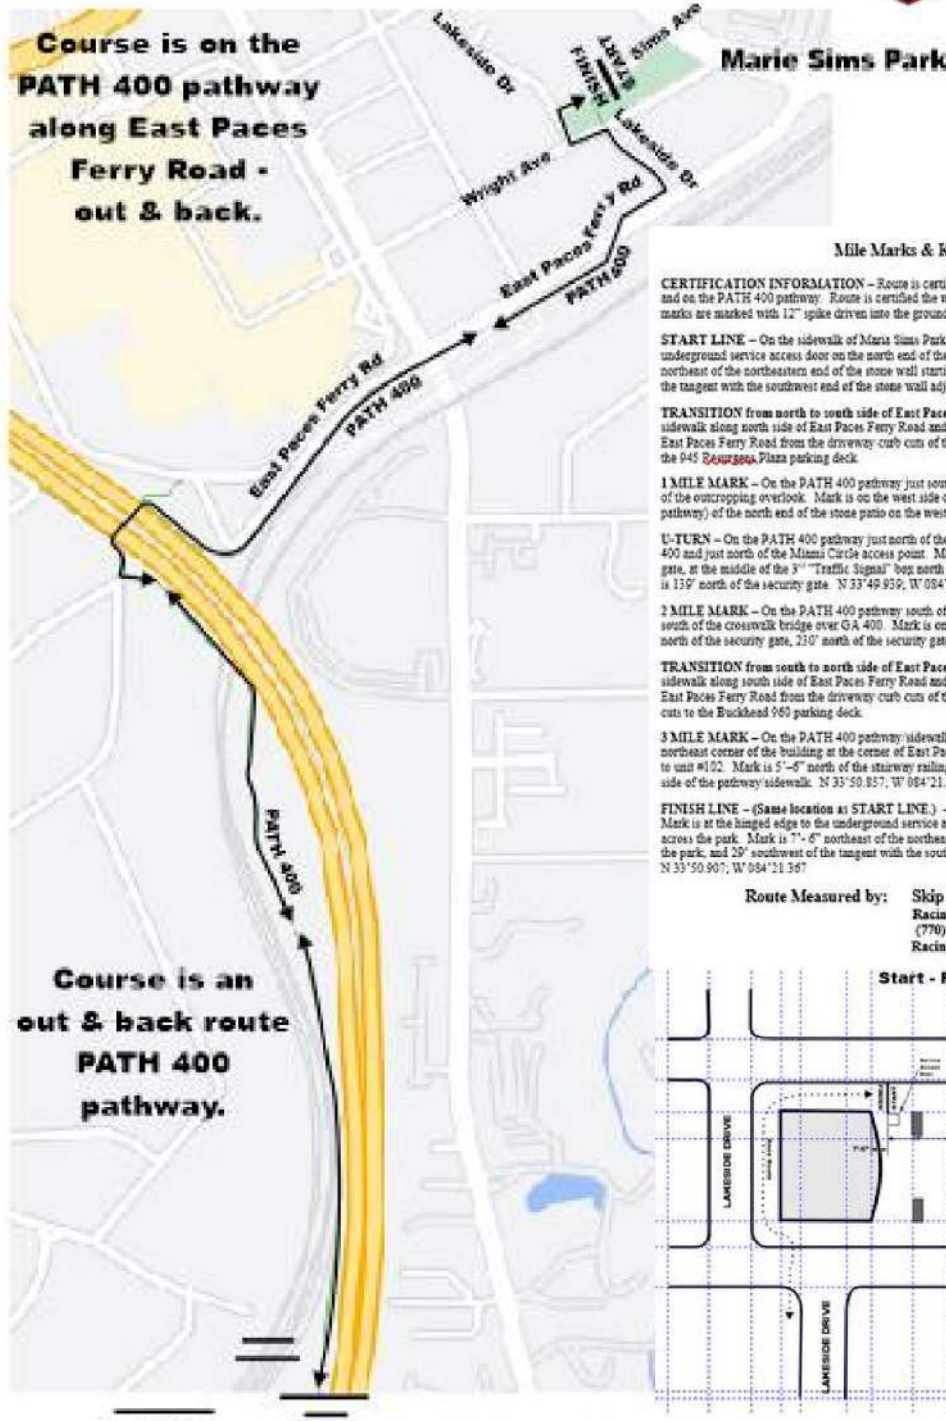 Course is on the
PATH 400 pathway
along East Paces
Ferry Road -
out & back.
Lakeside Dr
Sims Ave
FINISH
START
Marie Sims Park
Lakeside Dr
Wright Ave
East Paces Ferry Rd
PATH 400
East Paces Ferry Rd
PATH 400
PATH 400
Course is an
out & back route
PATH 400
pathway.
Mile Marks & K
CERTIFICATION INFORMATION – Route is certi
and on the PATH 400 pathway. Route is certified the w
marks are marked with 12" spike driven into the ground
START LINE – On the sidewalk of Maria Sims Park
underground service access door on the north end of the
northeast of the northeastern end of the stone wall starti
the tangent with the southwest end of the stone wall adj
TRANSITION from north to south side of East Pace
sidewalk along north side of East Paces Ferry Road and
East Paces Ferry Road from the driveway curb cuts of t
the 945 Resurgens Plaza parking deck.
1 MILE MARK – On the PATH 400 pathway just sout
of the outcropping overlook. Mark is on the west side o
pathway) of the north end of the stone patio on the west
U-TURN – On the PATH 400 pathway just north of the
400 and just north of the Miami Circle access point. M
gate, at the middle of the 3rd "Traffic Signal" box north
is 139' north of the security gate. N 33°49.939; W 084°
2 MILE MARK – On the PATH 400 pathway south of
south of the crosswalk bridge over GA 400. Mark is on
north of the security gate, 230' north of the security gate
TRANSITION from south to north side of East Pace
sidewalk along south side of East Paces Ferry Road and
East Paces Ferry Road from the driveway curb cuts of t
cuts to the Buckhead 960 parking deck.
3 MILE MARK – On the PATH 400 pathway/sidewalk
northeast corner of the building at the corner of East Pa
to unit #102. Mark is 5'-6" north of the stairway railing
side of the pathway/sidewalk. N 33°50.857; W 084°21.
FINISH LINE – (Same location as START LINE.) -
Mark is at the hinged edge to the underground service a
across the park. Mark is 7'- 6" northeast of the northeas
the park, and 29' southwest of the tangent with the sout
N 33°50.907; W 084°21.367
Route Measured by: Skip
Racin
(770)
Racin
Start - F
LAKESIDE DRIVE
START
7'-6"
LAKESIDE DRIVE